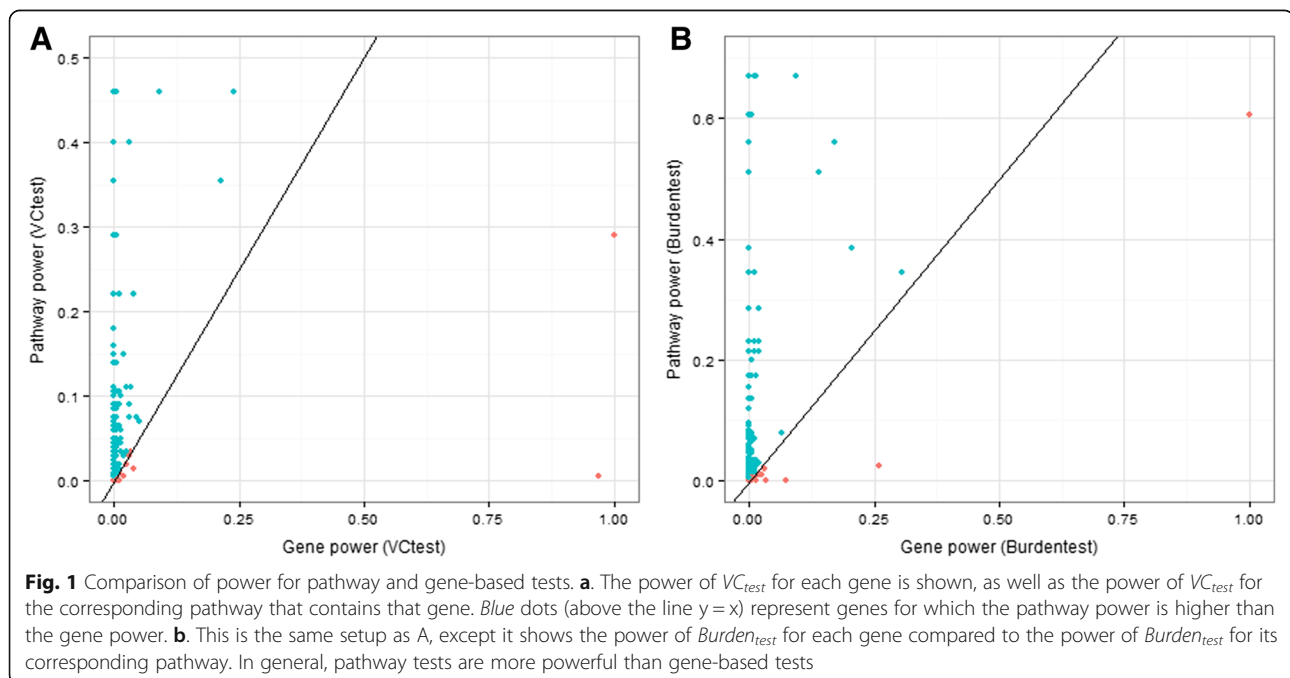 A
B
0.5
0.4
0.3
0.2
0.1
0.0
Pathway power (VCtest)
0.00 0.25 0.50 0.75 1.00
Gene power (VCtest)
0.6
0.4
0.2
0.0
Pathway power (Burdentest)
0.00 0.25 0.50 0.75 1.00
Gene power (Burdentest)
Fig. 1 Comparison of power for pathway and gene-based tests. a. The power of VCtest for each gene is shown, as well as the power of VCtest for
the corresponding pathway that contains that gene. Blue dots (above the line y = x) represent genes for which the pathway power is higher than
the gene power. b. This is the same setup as A, except it shows the power of Burdentest for each gene compared to the power of Burdentest for its
corresponding pathway. In general, pathway tests are more powerful than gene-based tests